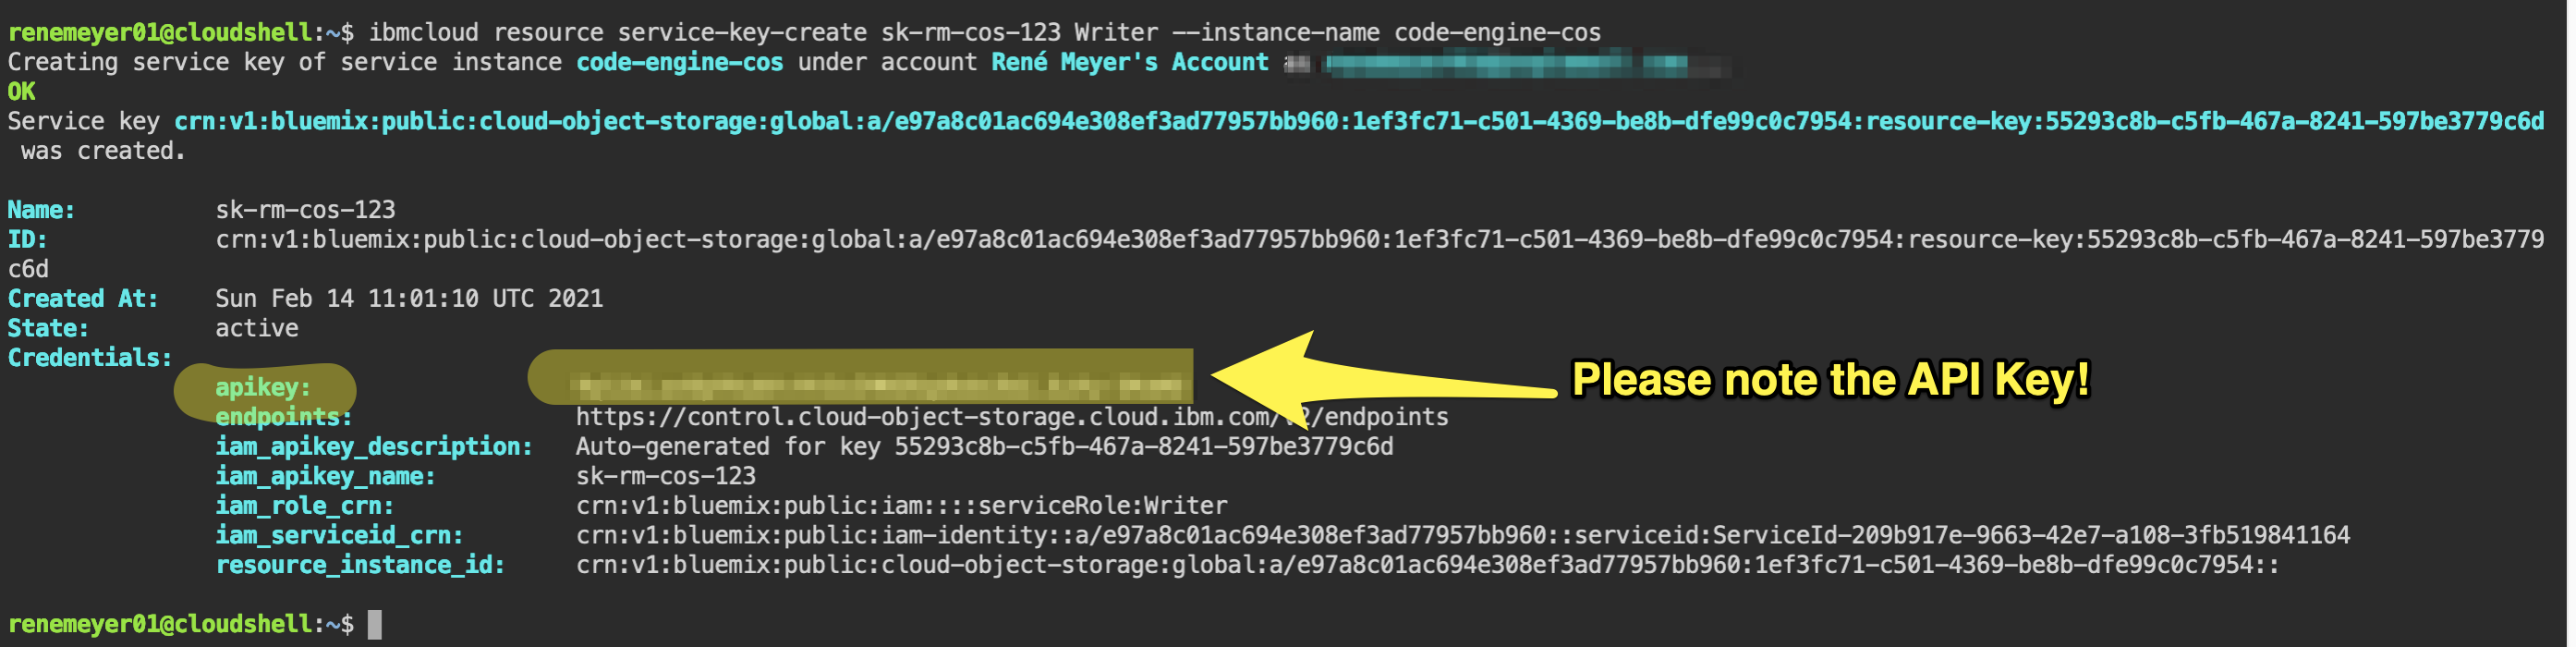 renemeyer01@cloudshell:~$ ibmcloud resource service-key-create sk-rm-cos-123 Writer --instance-name code-engine-cos
Creating service key of service instance code-engine-cos under account René Meyer's Account
OK
Service key crn:v1:bluemix:public:cloud-object-storage:global:a/e97a8c01ac694e308ef3ad77957bb960:1ef3fc71-c501-4369-be8b-dfe99c0c7954:resource-key:55293c8b-c5fb-467a-8241-597be3779c6d
was created.
Name: sk-rm-cos-123
ID: crn:v1:bluemix:public:cloud-object-storage:global:a/e97a8c01ac694e308ef3ad77957bb960:1ef3fc71-c501-4369-be8b-dfe99c0c7954:resource-key:55293c8b-c5fb-467a-8241-597be3779
c6d
Created At: Sun Feb 14 11:01:10 UTC 2021
State: active
Credentials:
apikey:
Please note the API Key!
endpoints: https://control.cloud-object-storage.cloud.ibm.com/v2/endpoints
iam_apikey_description: Auto-generated for key 55293c8b-c5fb-467a-8241-597be3779c6d
iam_apikey_name: sk-rm-cos-123
iam_role_crn: crn:v1:bluemix:public:iam::::serviceRole:Writer
iam_serviceid_crn: crn:v1:bluemix:public:iam-identity::a/e97a8c01ac694e308ef3ad77957bb960::serviceid:ServiceId-209b917e-9663-42e7-a108-3fb519841164
resource_instance_id: crn:v1:bluemix:public:cloud-object-storage:global:a/e97a8c01ac694e308ef3ad77957bb960:1ef3fc71-c501-4369-be8b-dfe99c0c7954::
renemeyer01@cloudshell:~$